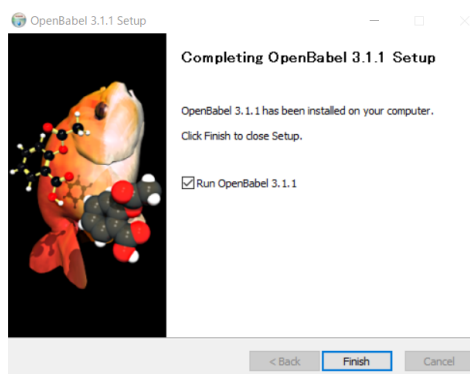 OpenBabel 3.1.1 Setup
Completing OpenBabel 3.1.1 Setup
OpenBabel 3.1.1 has been installed on your computer.
Click Finish to close Setup.
Run OpenBabel 3.1.1
< Back Finish Cancel